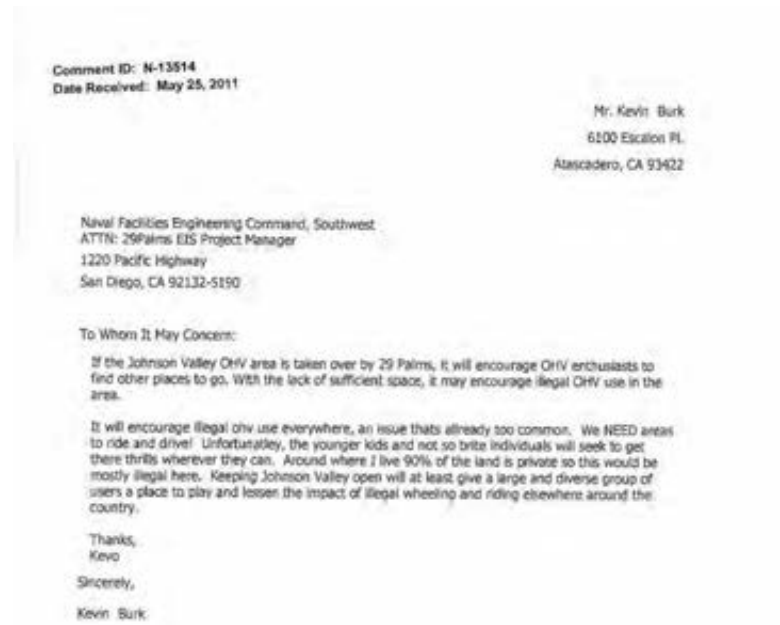 Comment ID: N-13514
Date Received: May 25, 2011
Mr. Kevin Burk
6100 Escalon Pl.
Atascadero, CA 93422
Naval Facilities Engineering Command, Southwest
ATTN: 29Palms EIS Project Manager
1220 Pacific Highway
San Diego, CA 92132-5190
To Whom It May Concern:
If the Johnson Valley OHV area is taken over by 29 Palms, it will encourage OHV enthusiasts to
find other places to go. With the lack of sufficient space, it may encourage illegal OHV use in the
area.
It will encourage illegal ohv use everywhere, an issue thats allready too common. We NEED areas
to ride and drive! Unfortunatley, the younger kids and not so brite individuals will seek to get
there thrills wherever they can. Around where I live 90% of the land is private so this would be
mostly illegal here. Keeping Johnson Valley open will at least give a large and diverse group of
users a place to play and lessen the impact of illegal wheeling and riding elsewhere around the
country.
Thanks,
Kevo
Sincerely,
Kevin Burk